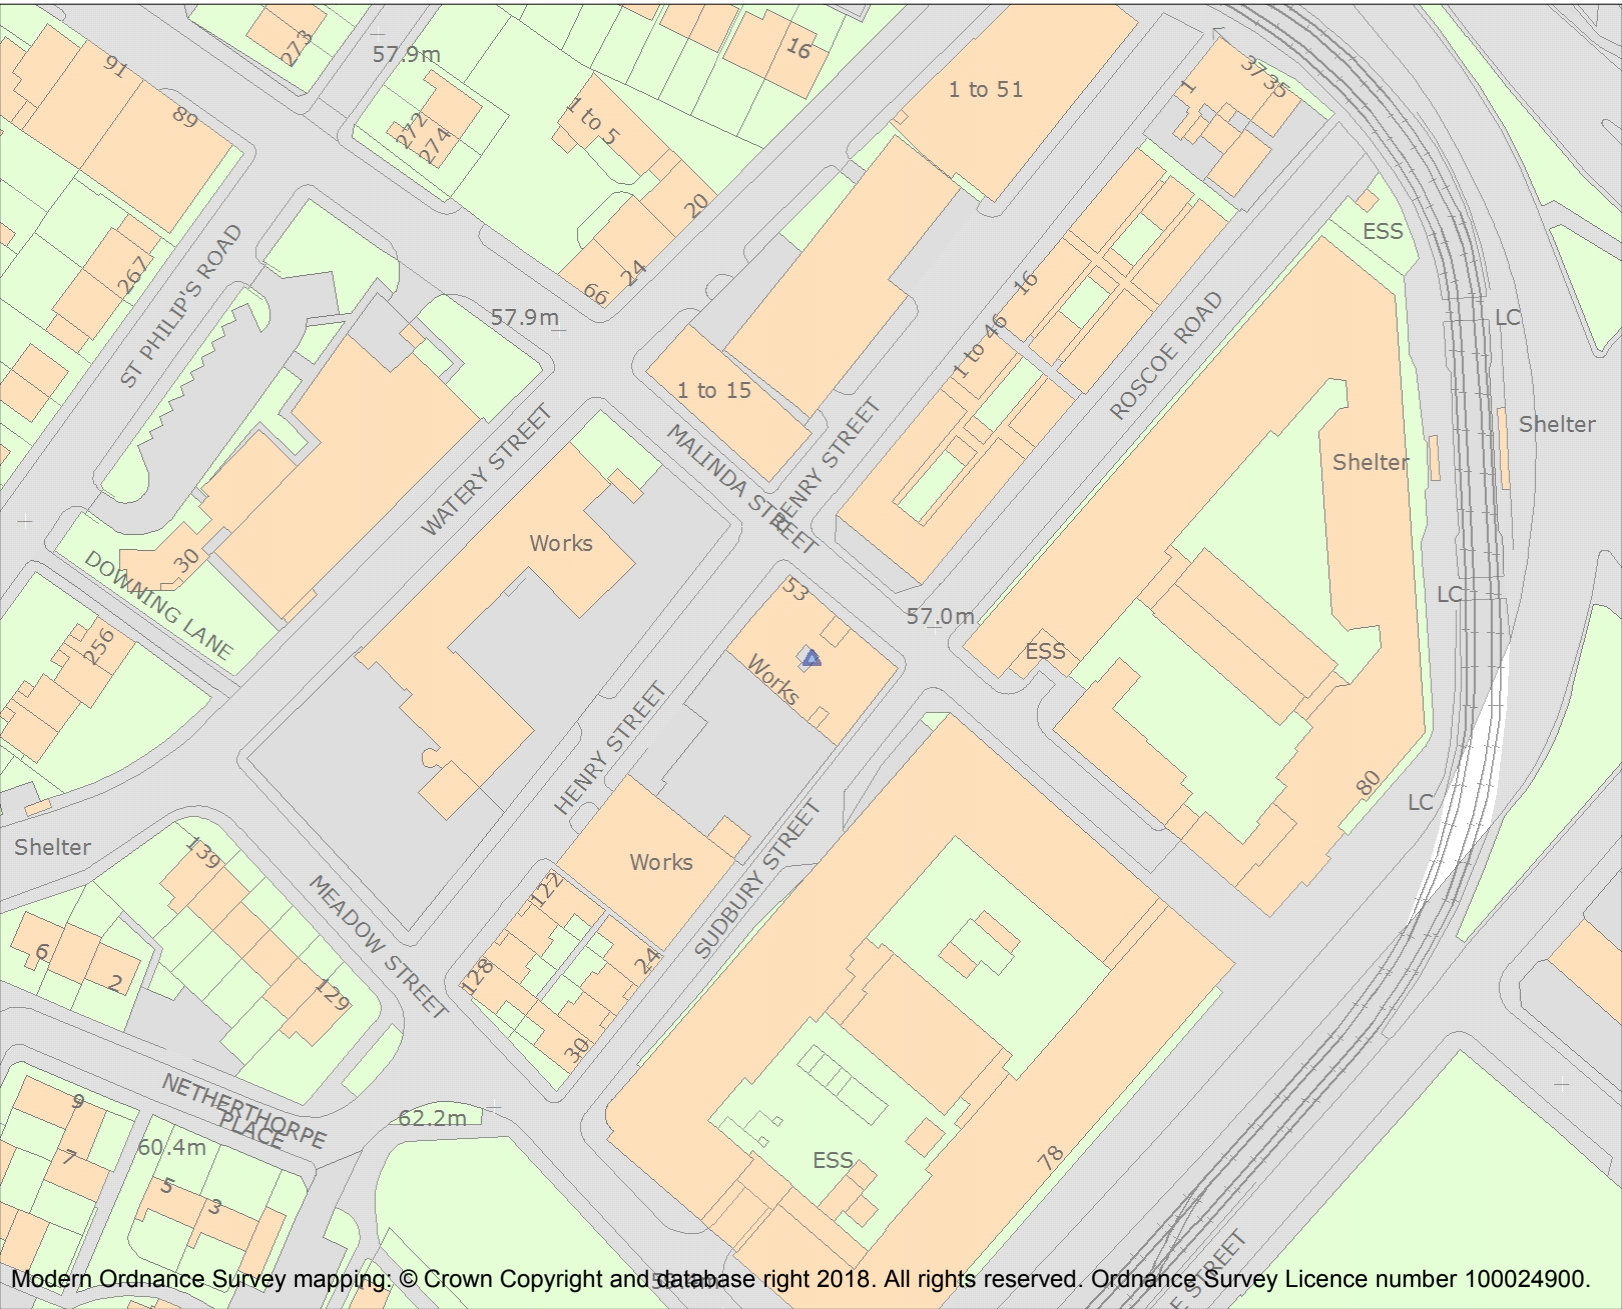 91
273
57.9m
16
89
272
274
1 to 5
1 to 51
1
37
35
20
267
ST PHILIP'S ROAD
24
66
57.9m
ESS
16
LC
1 to 46
ROSCOE ROAD
1 to 15
Shelter
Shelter
WATERY STREET
MALINDA STREET
HENRY STREET
Works
30
DOWNING LANE
53
LC
57.0m
256
ESS
Works
HENRY STREET
80
LC
Shelter
139
Works
SUDBURY STREET
122
MEADOW STREET
6
2
128
24
129
30
NETHERTHORPE
PLACE
9
62.2m
7
60.4m
5
3
ESS
78
E STREET
Modern Ordnance Survey mapping: © Crown Copyright and database right 2018. All rights reserved. Ordnance Survey Licence number 100024900.